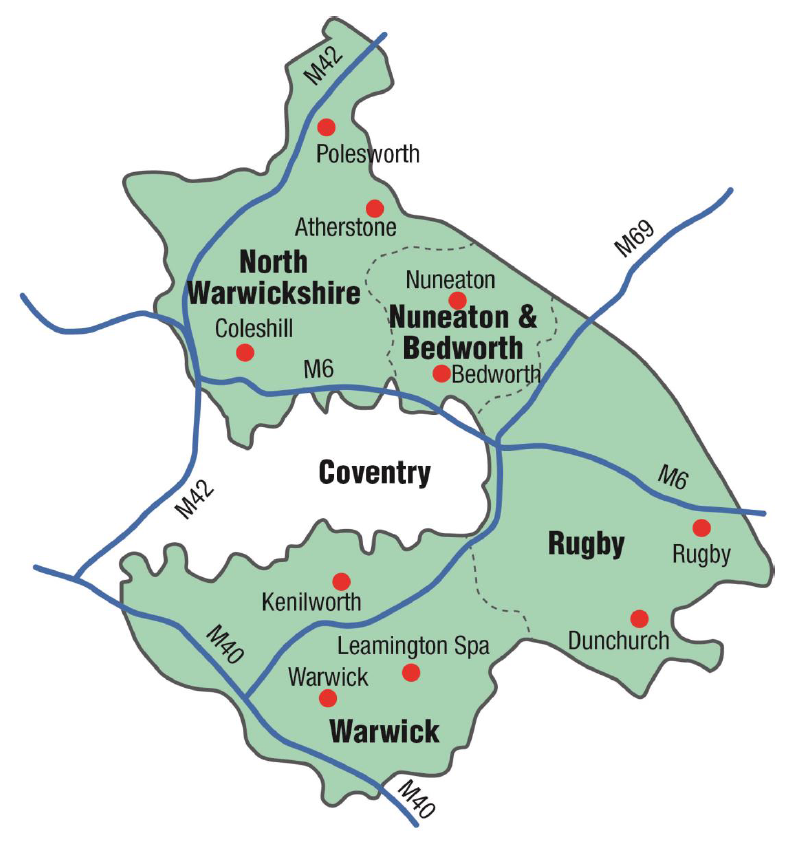 M42
Polesworth
Atherstone
M69
North
Warwickshire
Nuneaton
Nuneaton &
Bedworth
Coleshill
M6
Bedworth
Coventry
M6
M42
Rugby
Rugby
Kenilworth
Dunchurch
M40
Leamington Spa
Warwick
Warwick
M40